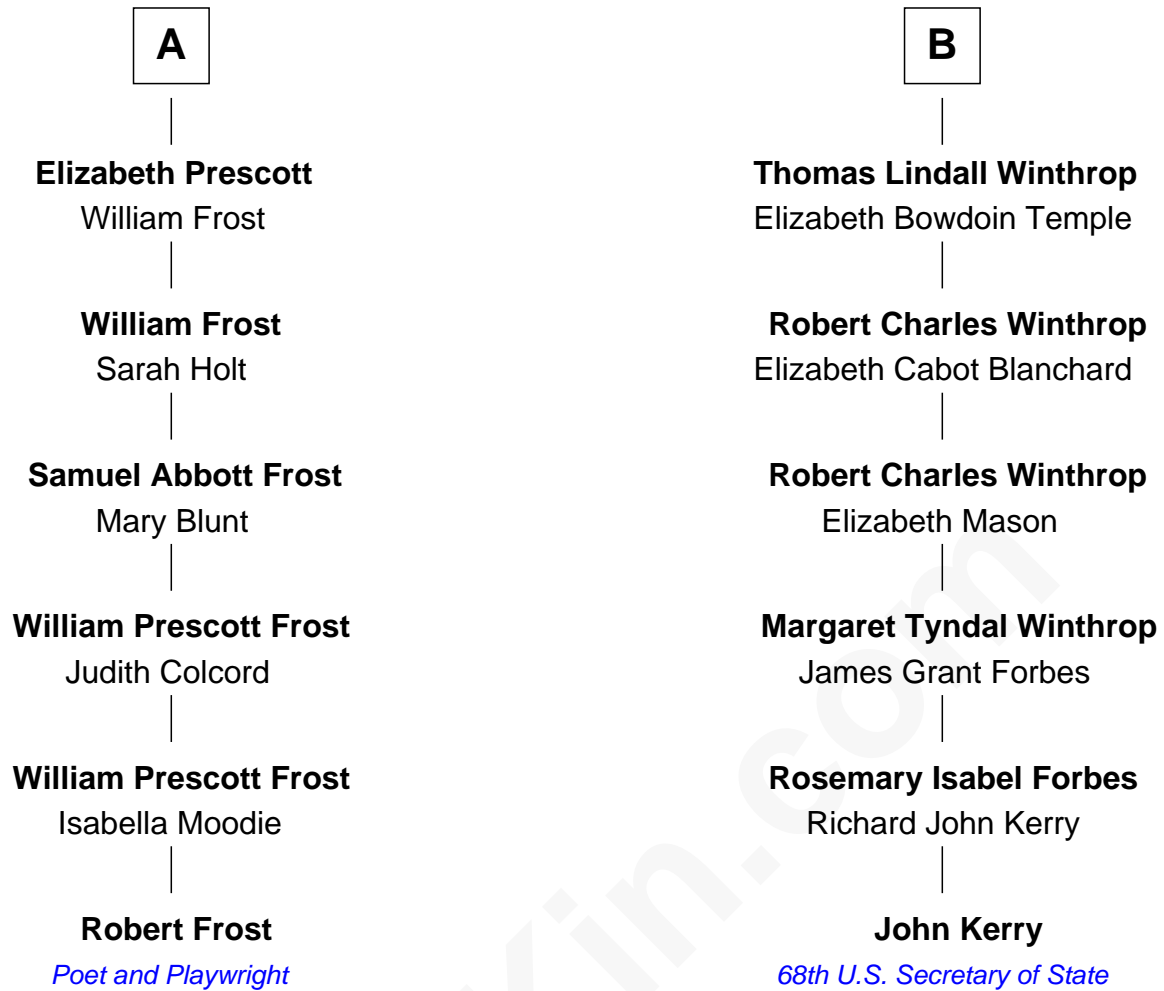 A
Elizabeth Prescott
William Frost
William Frost
Sarah Holt
Samuel Abbott Frost
Mary Blunt
William Prescott Frost
Judith Colcord
William Prescott Frost
Isabella Moodie
Robert Frost
Poet and Playwright
B
Thomas Lindall Winthrop
Elizabeth Bowdoin Temple
Robert Charles Winthrop
Elizabeth Cabot Blanchard
Robert Charles Winthrop
Elizabeth Mason
Margaret Tyndal Winthrop
James Grant Forbes
Rosemary Isabel Forbes
Richard John Kerry
John Kerry
68th U.S. Secretary of State
Kin.com